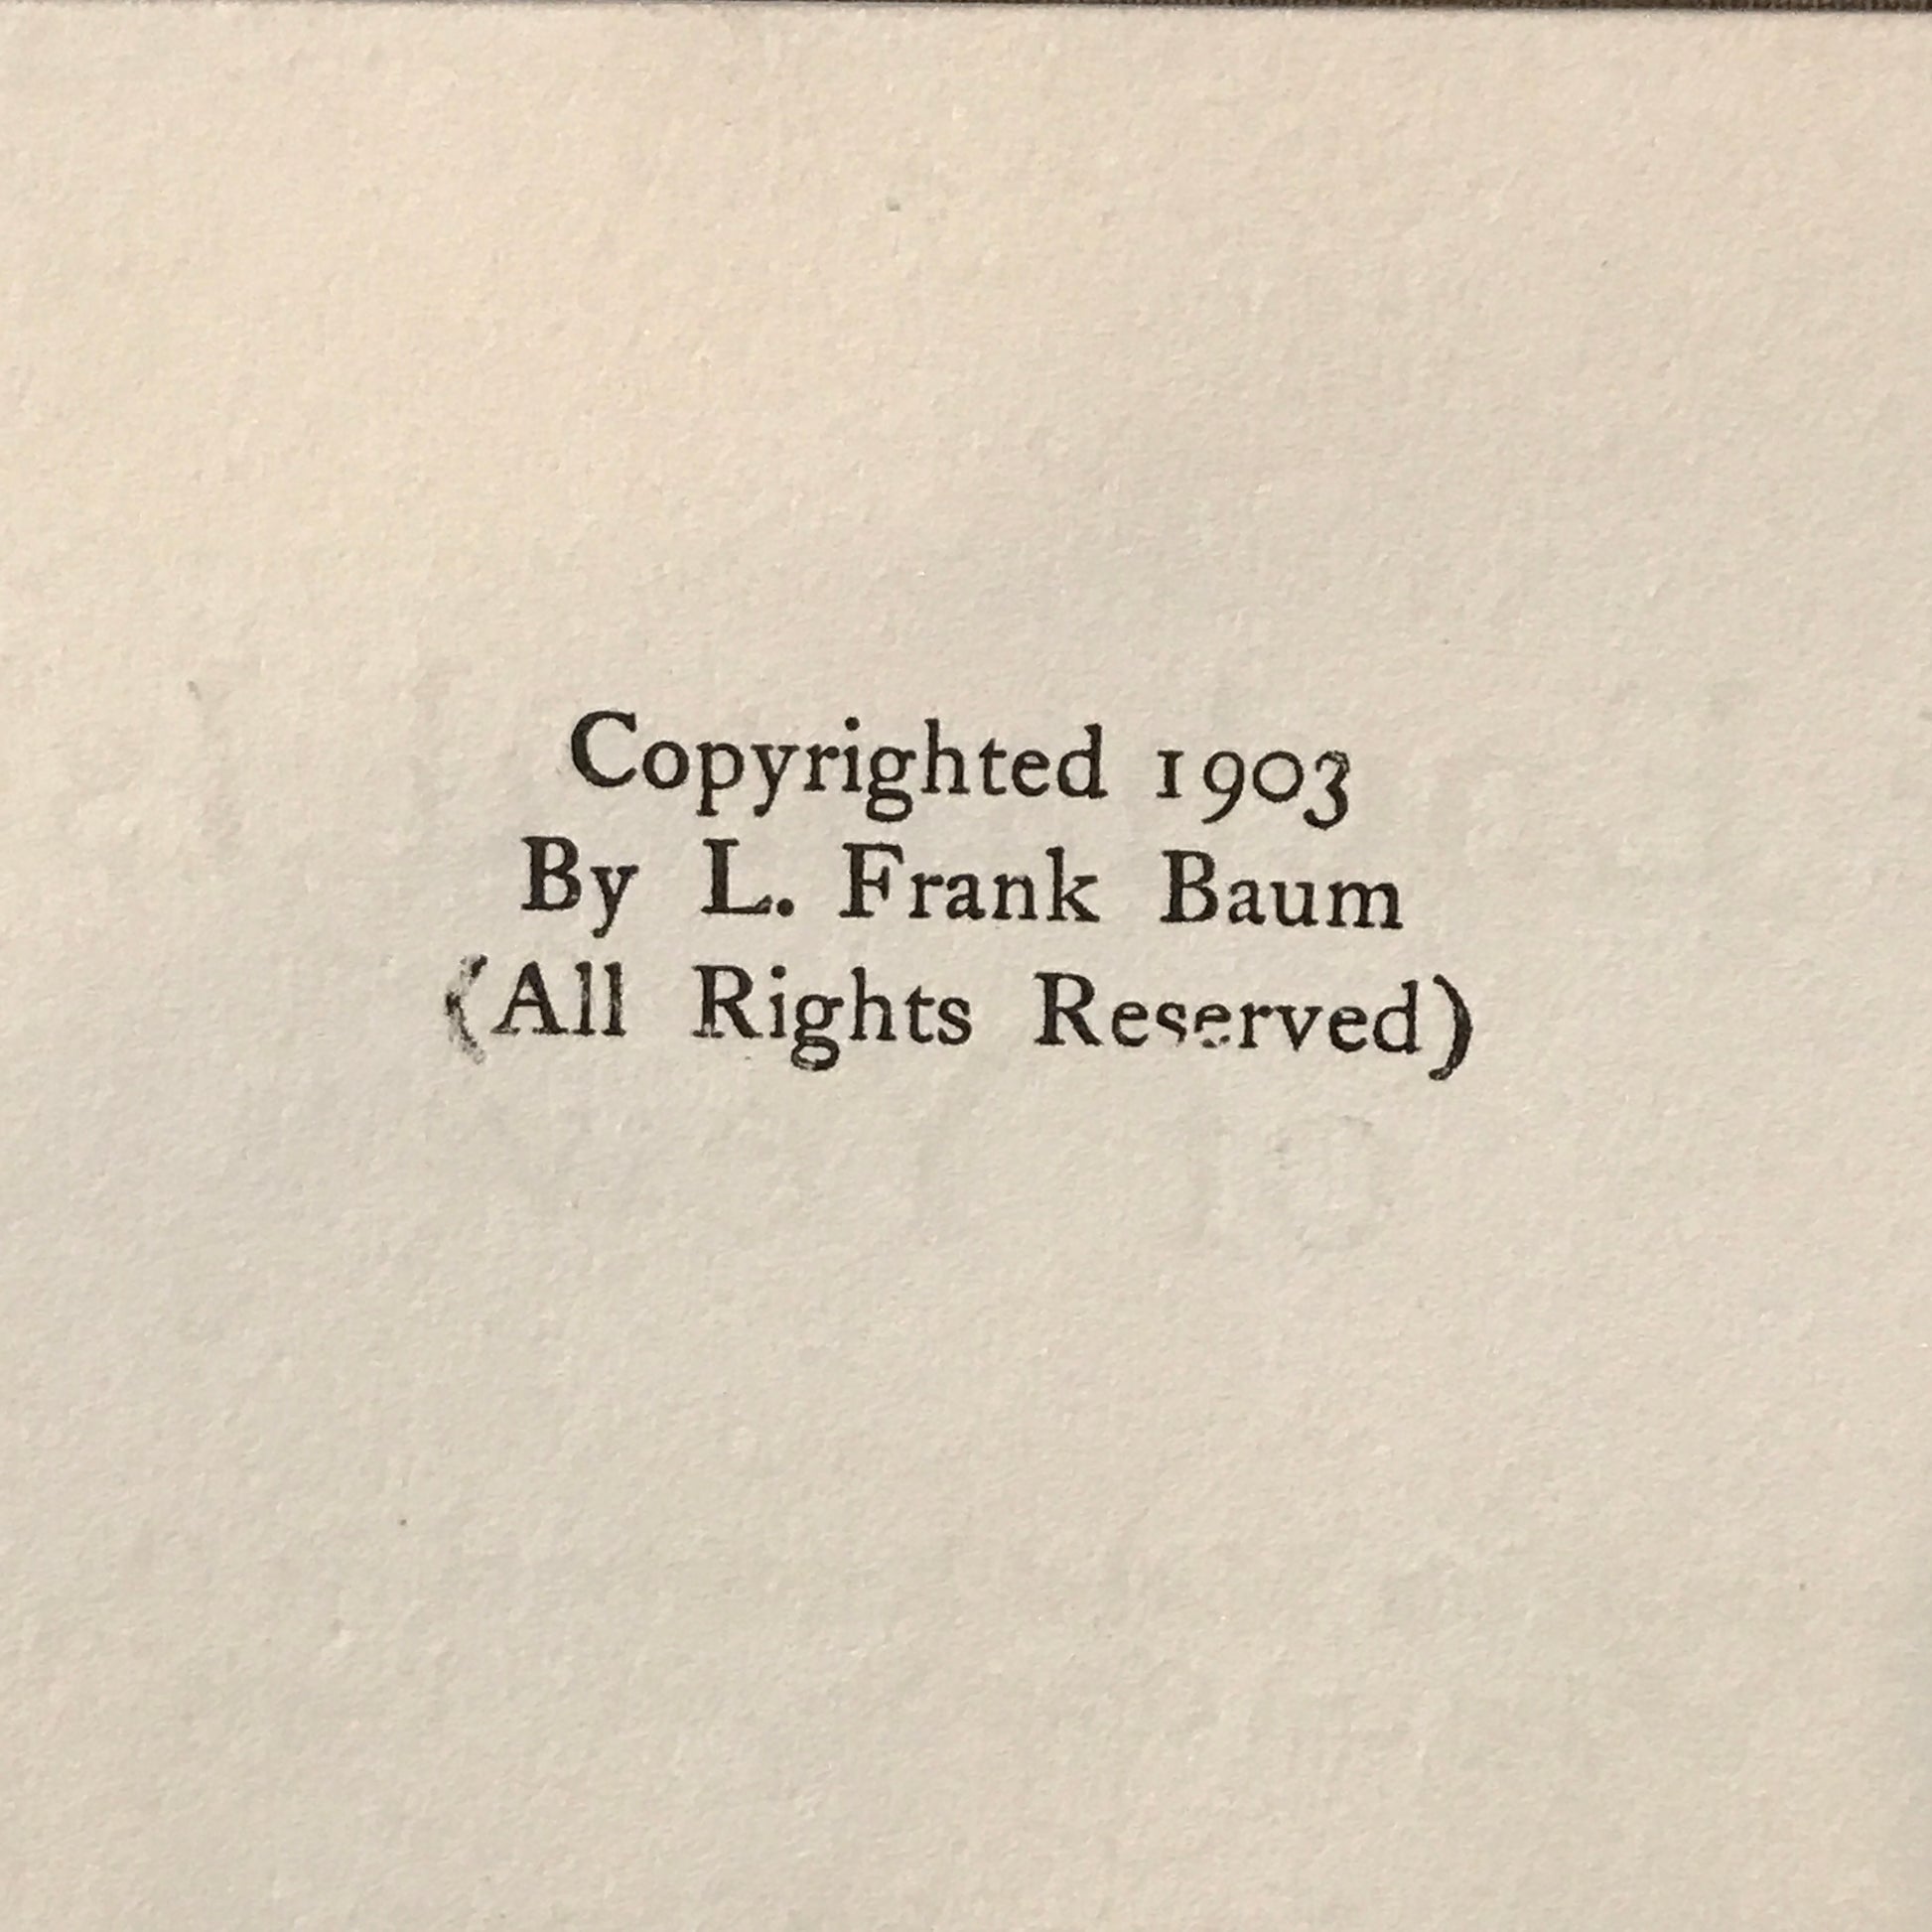 Copyrighted 1903
By L. Frank Baum
(All Rights Reserved)